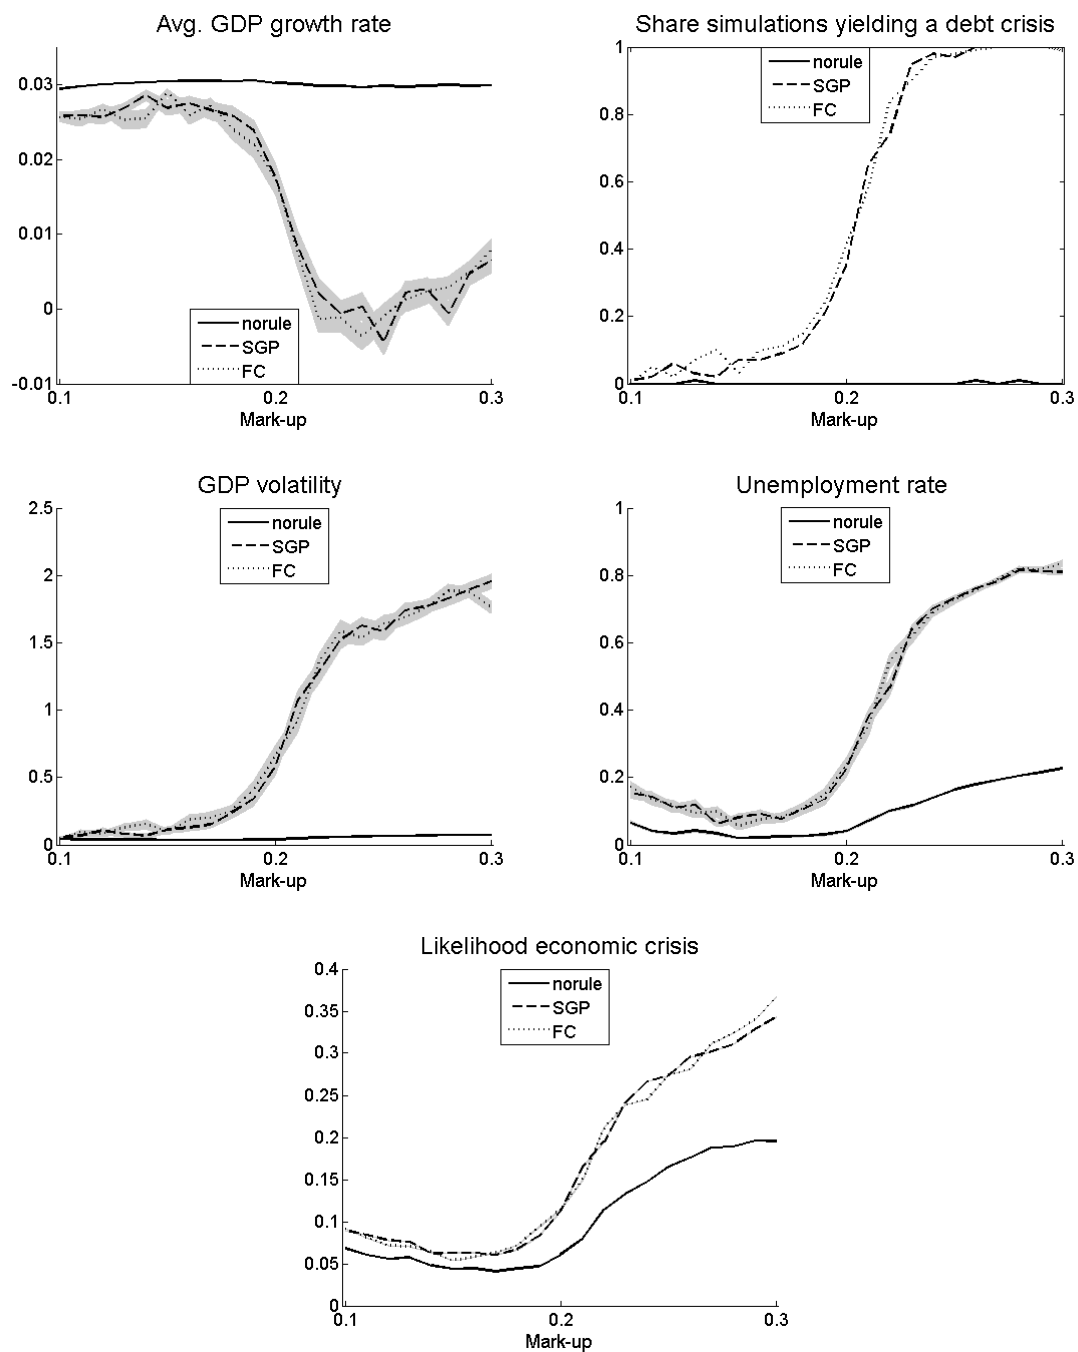 Avg. GDP growth rate
0.03
0.02
0.01
0
-0.01
norule
SGP
FC
0.1
0.2
0.3
Mark-up
Share simulations yielding a debt crisis
1
0.8
0.6
0.4
0.2
0
norule
SGP
FC
0.1
0.2
0.3
Mark-up
GDP volatility
2.5
2
1.5
1
0.5
0
norule
SGP
FC
0.1
0.2
0.3
Mark-up
Unemployment rate
1
0.8
0.6
0.4
0.2
0
norule
SGP
FC
0.1
0.2
0.3
Mark-up
Likelihood economic crisis
0.4
0.35
0.3
0.25
0.2
0.15
0.1
0.05
0
norule
SGP
FC
0.1
0.2
0.3
Mark-up